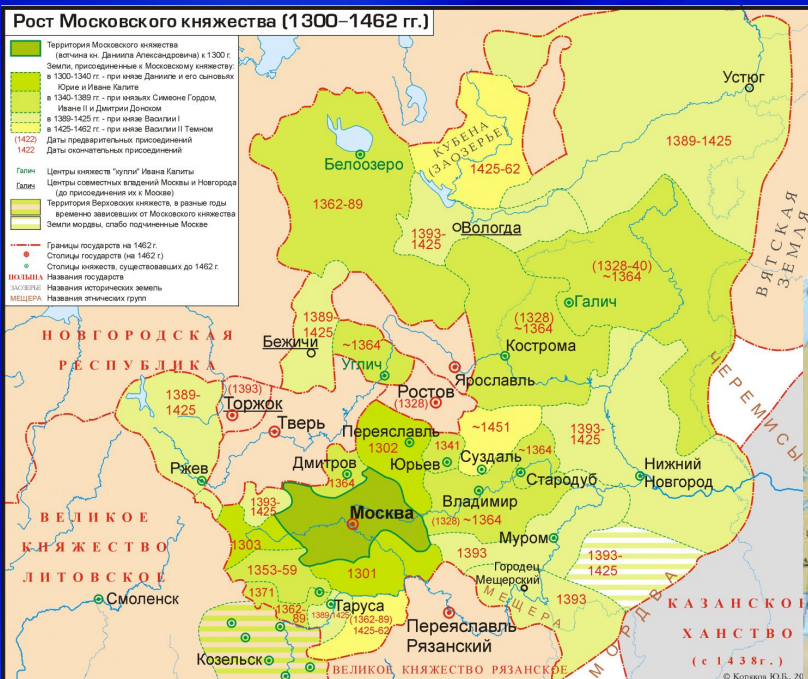 Рост Московского княжества (1300–1462 гг.)
Территория Московского княжества
(вотчина кн. Даниила Александровича) к 1300 г.
Земли, присоединенные к Московскому княжеству:
в 1300-1340 гг. - при князе Данииле и его сыновьях
Юрие и Иване Калите
в 1340-1389 гг. - при князьях Симеоне Гордом,
Иване II и Дмитрии Донском
в 1389-1425 гг. - при князе Василии I
в 1425-1462 гг. - при князе Василии II Темном
(1422) Даты предварительных присоединений
1422 Даты окончательных присоединений
Галич Центры княжеств "купли" Ивана Калиты
Галич Центры совместных владений Москвы и Новгорода
(до присоединения их к Москве)
Территория Верховских княжеств, в разные годы
временно зависевших от Московского княжества
Земли мордвы, слабо подчиненные Москве
Границы государств на 1462 г.
Столицы государств (на 1462 г.)
Столицы княжеств, существовавших до 1462 г.
ПОЛЬША Названия государств
ЗАОЗЕРЬЕ Названия исторических земель
МЕЩЕРА Названия этнических групп
Устюг
1389-1425
КУБЕНА
(ЗАОЗЕРЬЕ)
1425-62
Белоозеро
1362-89
1393-
1425
Вологда
ВЯТСКАЯ
ЗЕМЛЯ
(1328-40)
~1364
Галич
(1328)
~1364
Кострома
НОВГОРОДСКАЯ
РЕСПУБЛИКА
1389-
1425
Бежичи
~1364
Углич
Ярославль
ЧЕРЕМИСЫ
1389-
1425
(1393)
Торжок
Тверь
Ростов
(1328)
Переяславль
1302
1341
Юрьев
~1451
Суздаль
1393-
1425
~1364
Стародуб
Нижний
Новгород
Ржев
Дмитров
1364
Владимир
(1328) ~1364
1393-
1425
Москва
ВЕЛИКОЕ
КНЯЖЕСТВО
ЛИТОВСКОЕ
1303
1353-59
1371
1362-
89
1301
1393
Муром
1393-
1425
Городец
Мещерский
МЕЩЕРА
1393
МОРДВА
Смоленск
Таруса
1389-1425
(1362-89)
1425-62
Переяславль
Рязанский
КАЗАНСКОЕ
ХАНСТВО
(с 1438г.)
Козельск
ВЕЛИКОЕ КНЯЖЕСТВО РЯЗАНСКОЕ
© Коряков Ю.Б., 20